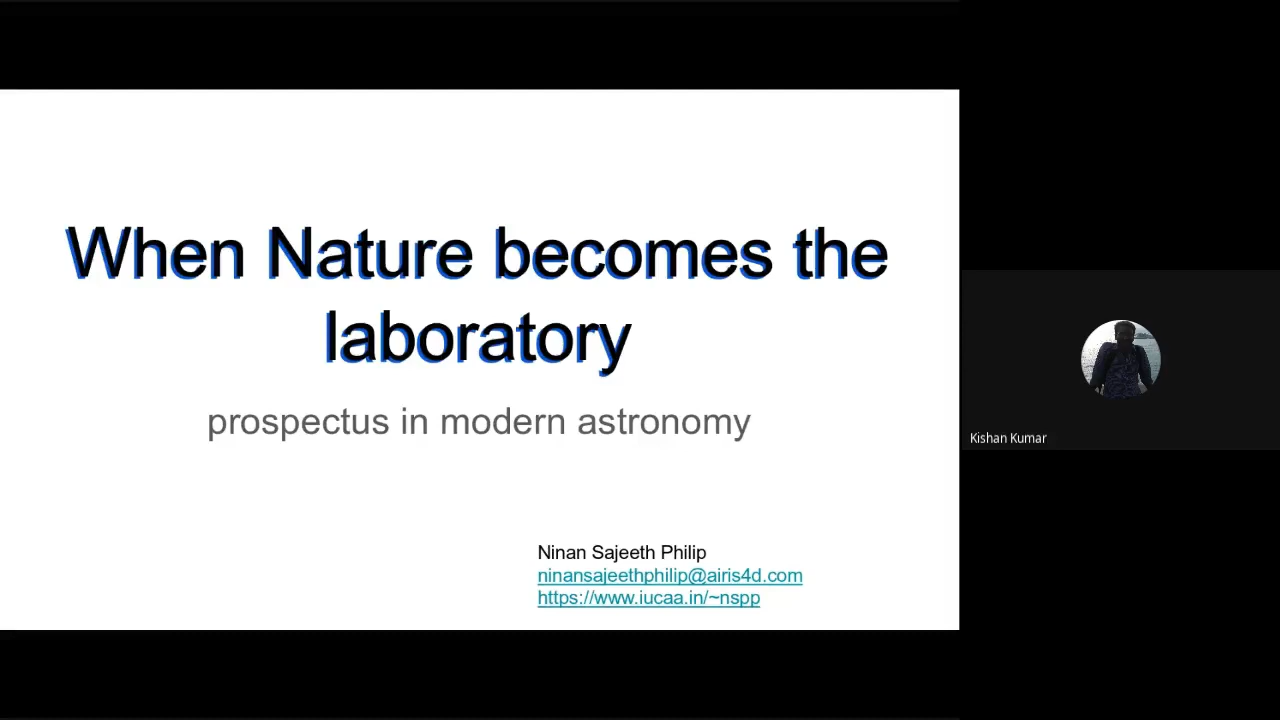 When Nature becomes the
laboratory
prospectus in modern astronomy
Ninan Sajeeth Philip
ninansajeethphilip@airis4d.com
https://www.iucaa.in/~nspp
Kishan Kumar